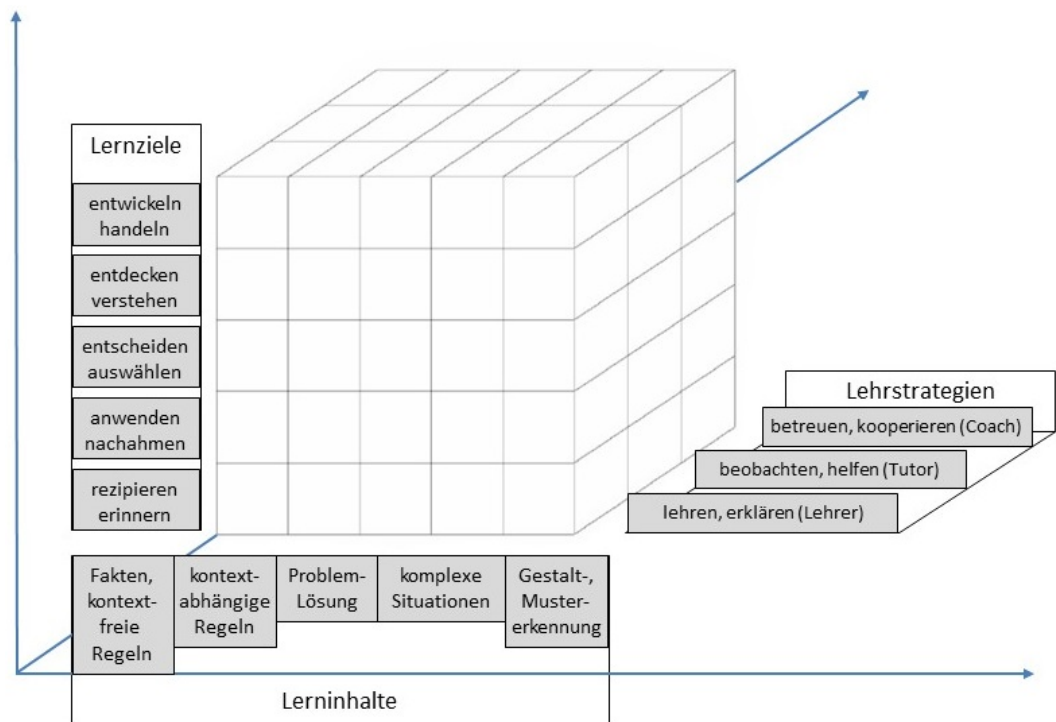 Lernziele
entwickeln
handeln
entdecken
verstehen
entscheiden
auswählen
anwenden
nachahmen
rezipieren
erinnern
Lehrstrategien
betreuen, kooperieren (Coach)
beobachten, helfen (Tutor)
lehren, erklären (Lehrer)
Fakten,
kontext-
freie
Regeln
kontext-
abhängige
Regeln
Problem-
Lösung
komplexe
Situationen
Gestalt-,
Muster-
erkennung
Lerninhalte